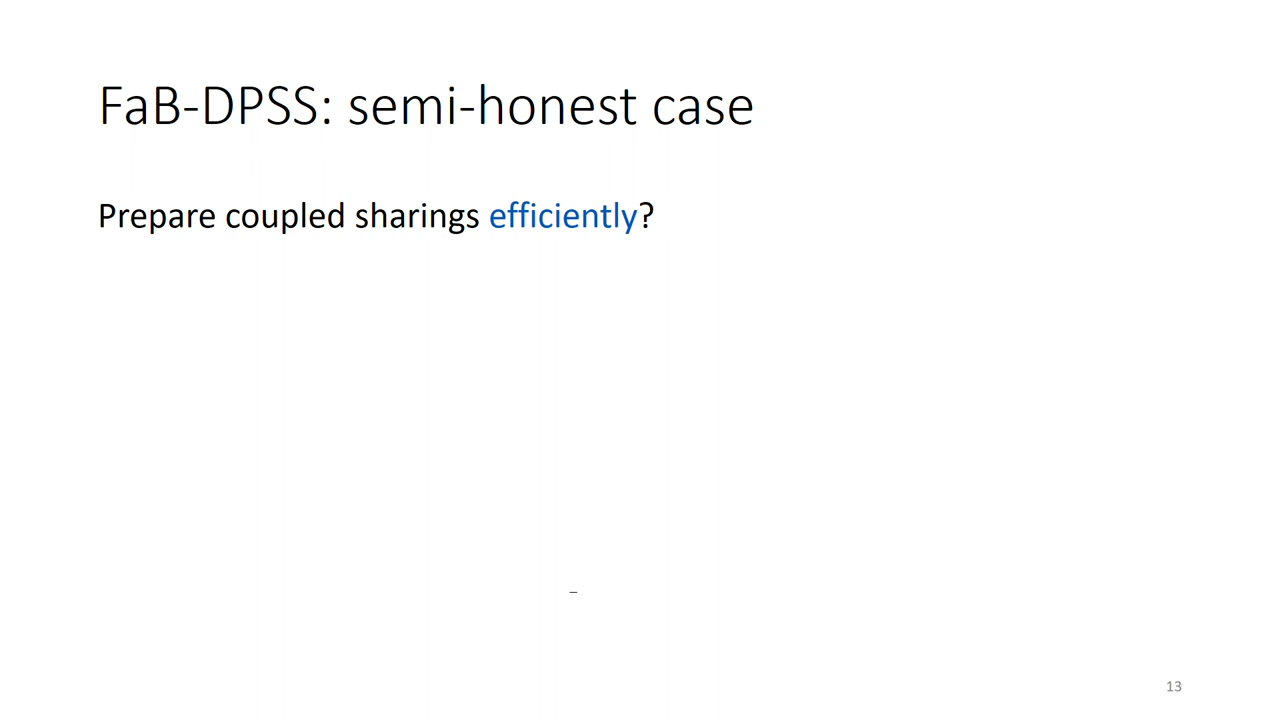 FaB-DPSS: semi-honest case
Prepare coupled sharings efficiently?
–
13